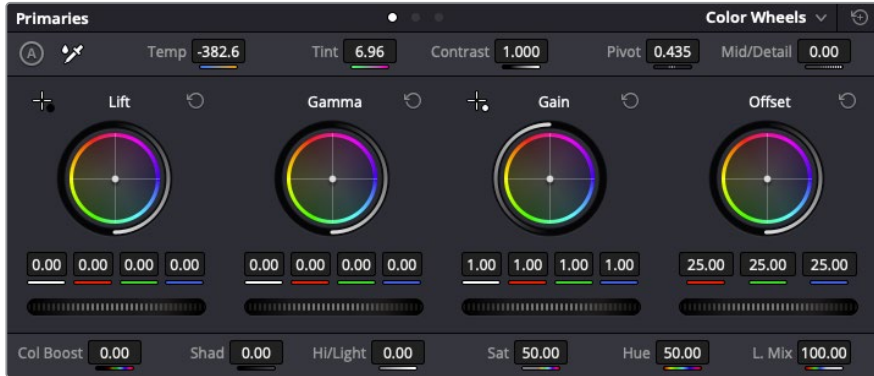 Primaries Color Wheels
A Temp -382.6 Tint 6.96 Contrast 1.000 Pivot 0.435 Mid/Detail 0.00
Lift Gamma Gain Offset
0.00 0.00 0.00 0.00 0.00 0.00 0.00 0.00 1.00 1.00 1.00 1.00 25.00 25.00 25.00
Col Boost 0.00 Shad 0.00 Hi/Light 0.00 Sat 50.00 Hue 50.00 L. Mix 100.00